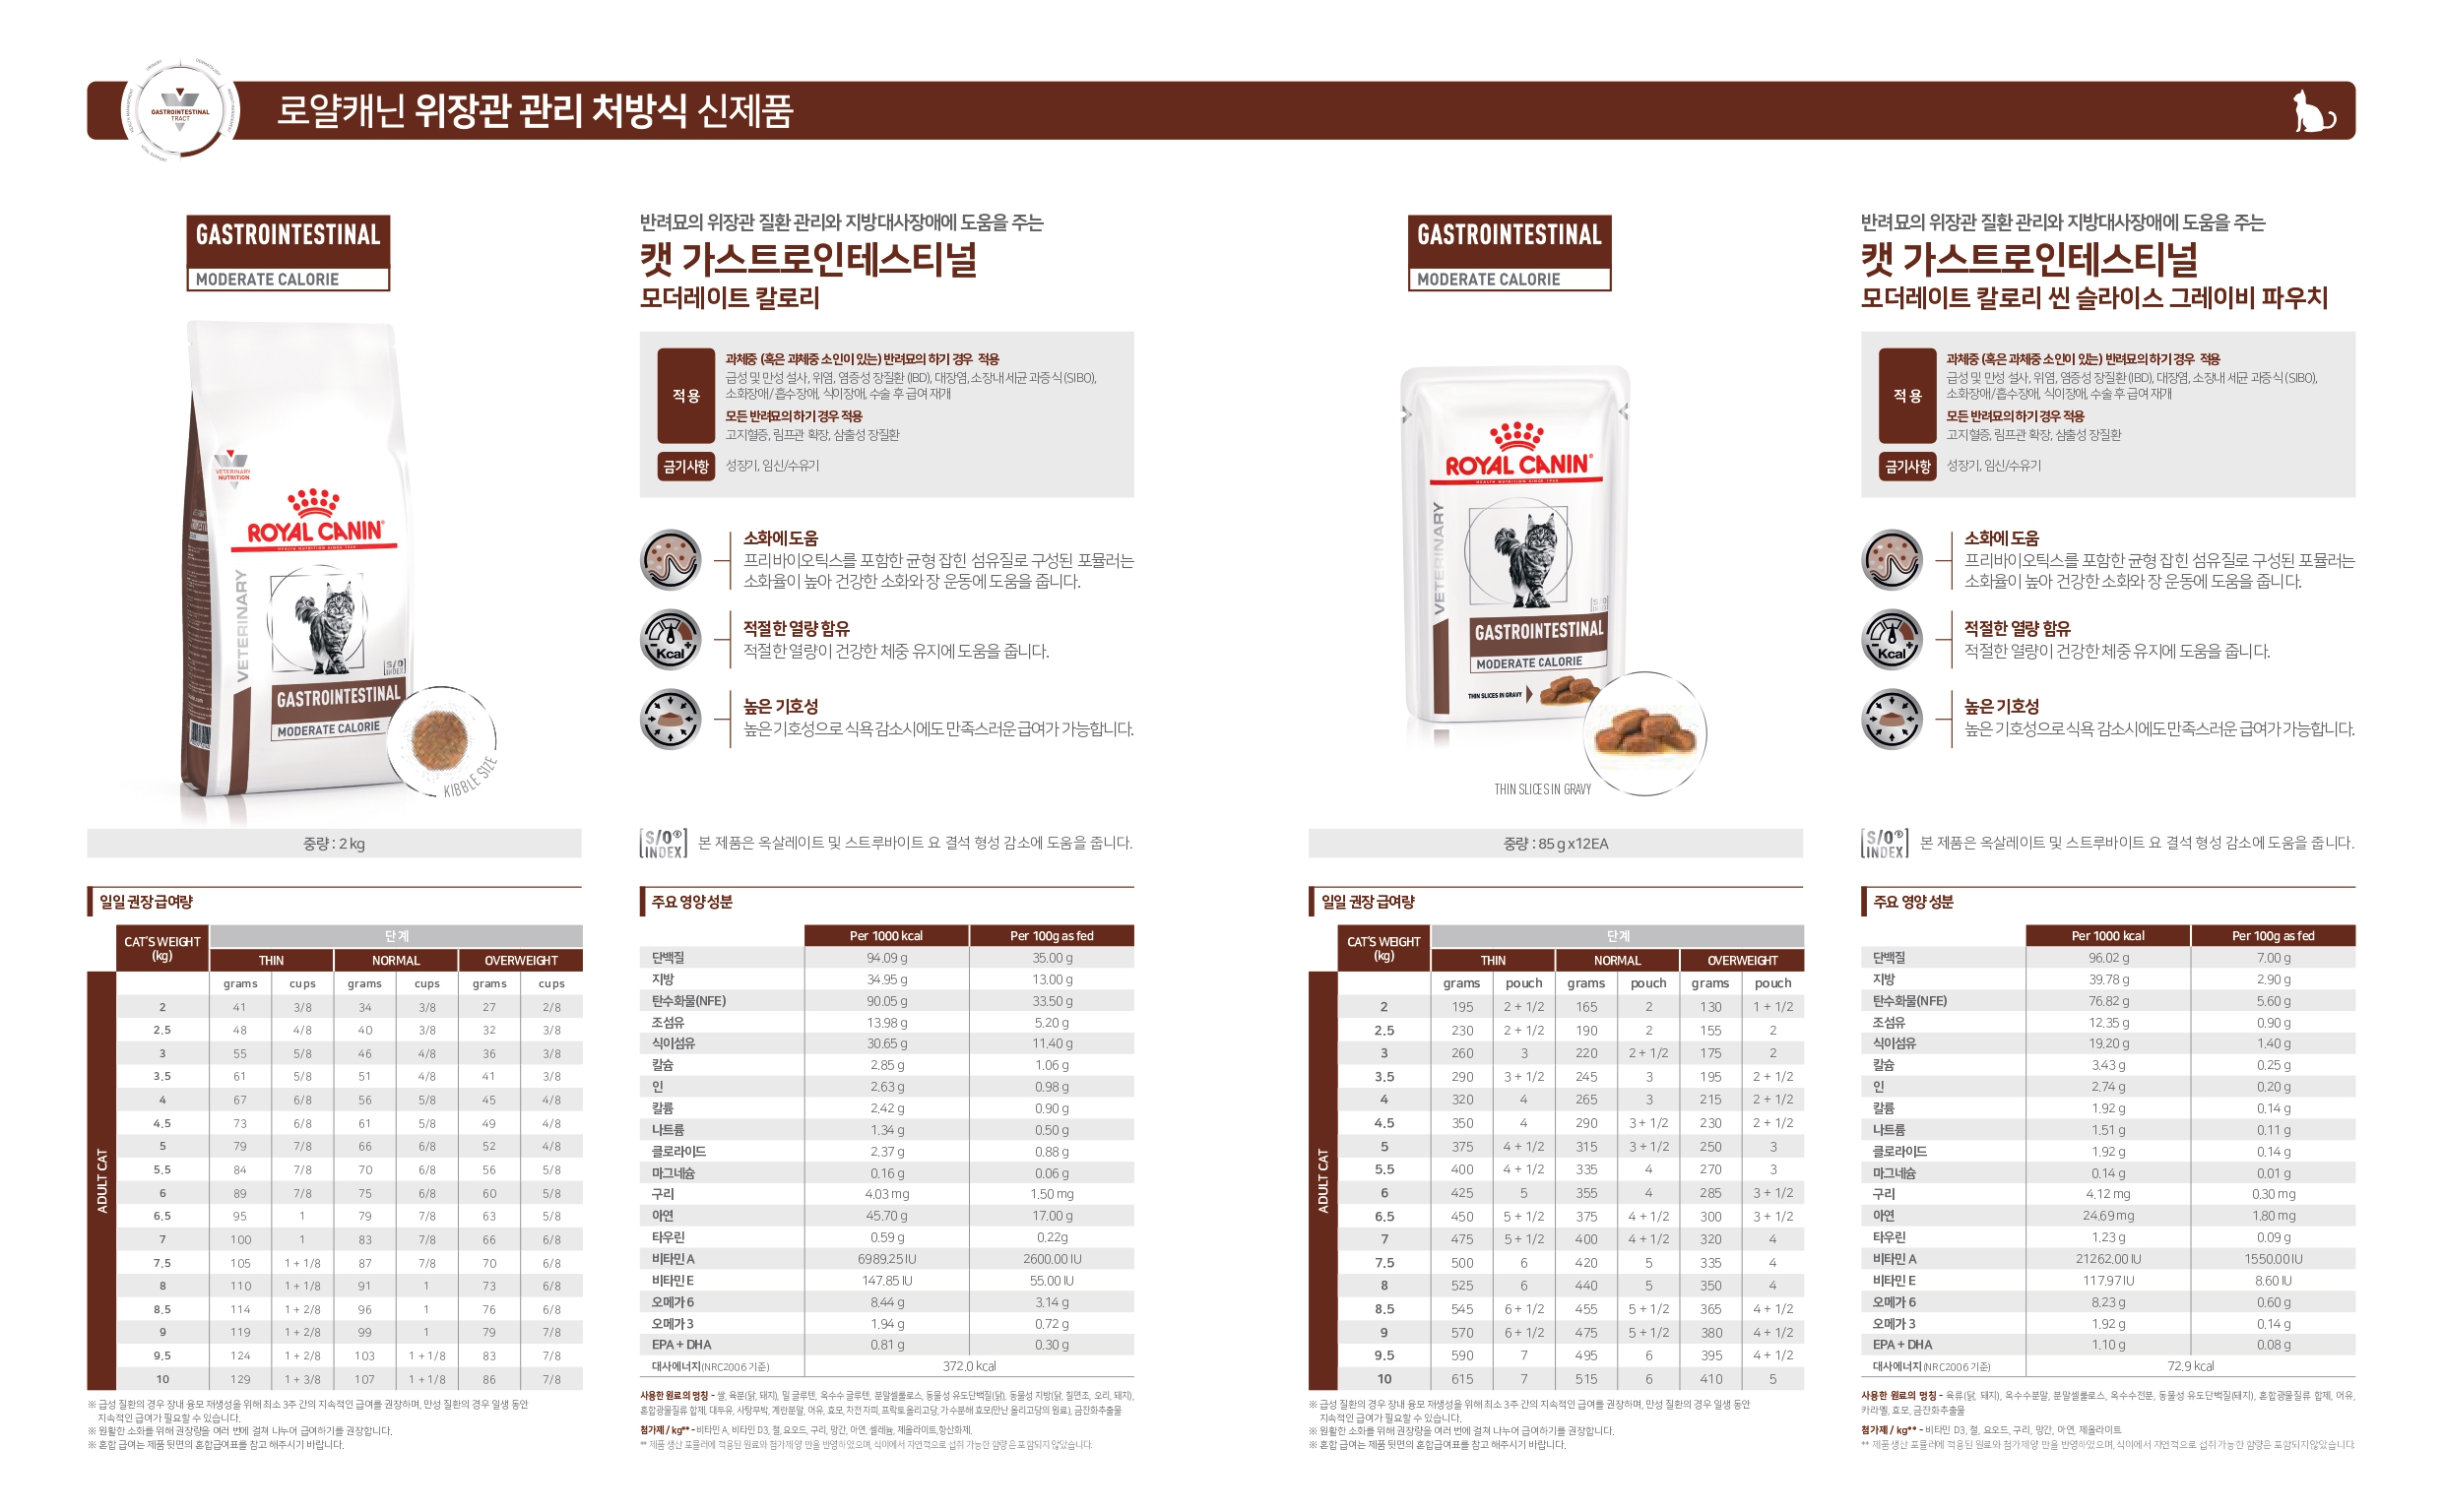 GASTROINTESTINAL
TRACT
로얄캐닌 위장관 관리 처방식 신제품
GASTROINTESTINAL
MODERATE CALORIE
VETERINARY
NUTRITION
ROYAL CANIN
HEALTH NUTRITION SINCE 1968
VETERINARY
S/O
INDEX
GASTROINTESTINAL
MODERATE CALORIE
KIBBLE SIZE
중량 : 2 kg
반려묘의 위장관 질환 관리와 지방대사장애에 도움을 주는
캣 가스트로인테스티널
모더레이트 칼로리
적용
과체중 (혹은 과체중 소인이 있는) 반려묘의 하기 경우 적용
급성 및 만성 설사, 위염, 염증성 장질환 (IBD), 대장염, 소장내 세균 과증식 (SIBO),
소화장애/흡수장애, 식이장애, 수술 후 급여 재개
모든 반려묘의 하기 경우 적용
고지혈증, 림프관 확장, 삼출성 장질환
금기사항 성장기, 임신/수유기
소화에 도움
프리바이오틱스를 포함한 균형 잡힌 섬유질로 구성된 포뮬러는
소화율이 높아 건강한 소화와 장 운동에 도움을 줍니다.
적절한 열량 함유
적절한 열량이 건강한 체중 유지에 도움을 줍니다.
Kcal
높은 기호성
높은 기호성으로 식욕 감소시에도 만족스러운 급여가 가능합니다.
S/O®
INDEX 본 제품은 옥살레이트 및 스트루바이트 요 결석 형성 감소에 도움을 줍니다.
일일 권장 급여량
CAT'S WEIGHT
(kg)
단계
THIN NORMAL OVERWEIGHT
grams cups grams cups grams cups
ADULT CAT
2 41 3/8 34 3/8 27 2/8
2.5 48 4/8 40 3/8 32 3/8
3 55 5/8 46 4/8 36 3/8
3.5 61 5/8 51 4/8 41 3/8
4 67 6/8 56 5/8 45 4/8
4.5 73 6/8 61 5/8 49 4/8
5 79 7/8 66 6/8 52 4/8
5.5 84 7/8 70 6/8 56 5/8
6 89 7/8 75 6/8 60 5/8
6.5 95 1 79 7/8 63 5/8
7 100 1 83 7/8 66 6/8
7.5 105 1 + 1/8 87 7/8 70 6/8
8 110 1 + 1/8 91 1 73 6/8
8.5 114 1 + 2/8 96 1 76 6/8
9 119 1 + 2/8 99 1 79 7/8
9.5 124 1 + 2/8 103 1 + 1/8 83 7/8
10 129 1 + 3/8 107 1 + 1/8 86 7/8
※ 급성 질환의 경우 장내 융모 재생성을 위해 최소 3주 간의 지속적인 급여를 권장하며, 만성 질환의 경우 일생 동안
지속적인 급여가 필요할 수 있습니다.
※ 원활한 소화를 위해 권장량을 여러 번에 걸쳐 나누어 급여하기를 권장합니다.
※ 혼합 급여는 제품 뒷면의 혼합급여표를 참고 해주시기 바랍니다.
주요 영양 성분
Per 1000 kcal Per 100g as fed
단백질 94.09 g 35.00 g
지방 34.95 g 13.00 g
탄수화물(NFE) 90.05 g 33.50 g
조섬유 13.98 g 5.20 g
식이섬유 30.65 g 11.40 g
칼슘 2.85 g 1.06 g
인 2.63 g 0.98 g
칼륨 2.42 g 0.90 g
나트륨 1.34 g 0.50 g
클로라이드 2.37 g 0.88 g
마그네슘 0.16 g 0.06 g
구리 4.03 mg 1.50 mg
아연 45.70 g 17.00 g
타우린 0.59 g 0.22g
비타민 A 6989.25 IU 2600.00 IU
비타민 E 147.85 IU 55.00 IU
오메가 6 8.44 g 3.14 g
오메가 3 1.94 g 0.72 g
EPA + DHA 0.81 g 0.30 g
대사에너지(NRC2006 기준) 372.0 kcal
사용한 원료의 명칭 - 쌀, 육분(닭, 돼지), 밀 글루텐, 옥수수 글루텐, 분말셀룰로스, 동물성 유도단백질(닭), 동물성 지방(닭, 칠면조, 오리, 돼지),
혼합광물질류 합제, 대두유, 사탕무박, 계란분말, 어유, 효모, 차전자피, 프락토올리고당, 가수분해 효모(만난 올리고당의 원료), 금잔화추출물
첨가제 / kg** - 비타민 A, 비타민 D3, 철, 요오드, 구리, 망간, 아연, 셀레늄, 제올라이트,항산화제.
** 제품 생산 포뮬러에 적용된 원료와 첨가제양 만을 반영하였으며, 식이에서 자연적으로 섭취 가능한 함량은 포함되지 않았습니다.
GASTROINTESTINAL
MODERATE CALORIE
ROYAL CANIN
HEALTH NUTRITION SINCE 1968
VETERINARY
GASTROINTESTINAL
MODERATE CALORIE
THIN SLICES IN GRAVY
THIN SLICES IN GRAVY
중량 : 85 g x12EA
반려묘의 위장관 질환 관리와 지방대사장애에 도움을 주는
캣 가스트로인테스티널
모더레이트 칼로리 씬 슬라이스 그레이비 파우치
적용
과체중 (혹은 과체중 소인이 있는) 반려묘의 하기 경우 적용
급성 및 만성 설사, 위염, 염증성 장질환 (IBD), 대장염, 소장내 세균 과증식 (SIBO),
소화장애/흡수장애, 식이장애, 수술 후 급여 재개
모든 반려묘의 하기 경우 적용
고지혈증, 림프관 확장, 삼출성 장질환
금기사항 성장기, 임신/수유기
소화에 도움
프리바이오틱스를 포함한 균형 잡힌 섬유질로 구성된 포뮬러는
소화율이 높아 건강한 소화와 장 운동에 도움을 줍니다.
적절한 열량 함유
적절한 열량이 건강한 체중 유지에 도움을 줍니다.
Kcal
높은 기호성
높은 기호성으로 식욕 감소시에도 만족스러운 급여가 가능합니다.
S/O®
INDEX 본 제품은 옥살레이트 및 스트루바이트 요 결석 형성 감소에 도움을 줍니다.
일일 권장 급여량
CAT'S WEIGHT
(kg)
단계
THIN NORMAL OVERWEIGHT
grams pouch grams pouch grams pouch
ADULT CAT
2 195 2 + 1/2 165 2 130 1 + 1/2
2.5 230 2 + 1/2 190 2 155 2
3 260 3 220 2 + 1/2 175 2
3.5 290 3 + 1/2 245 3 195 2 + 1/2
4 320 4 265 3 215 2 + 1/2
4.5 350 4 290 3 + 1/2 230 2 + 1/2
5 375 4 + 1/2 315 3 + 1/2 250 3
5.5 400 4 + 1/2 335 4 270 3
6 425 5 355 4 285 3 + 1/2
6.5 450 5 + 1/2 375 4 + 1/2 300 3 + 1/2
7 475 5 + 1/2 400 4 + 1/2 320 4
7.5 500 6 420 5 335 4
8 525 6 440 5 350 4
8.5 545 6 + 1/2 455 5 + 1/2 365 4 + 1/2
9 570 6 + 1/2 475 5 + 1/2 380 4 + 1/2
9.5 590 7 495 6 395 4 + 1/2
10 615 7 515 6 410 5
※ 급성 질환의 경우 장내 융모 재생성을 위해 최소 3주 간의 지속적인 급여를 권장하며, 만성 질환의 경우 일생 동안
지속적인 급여가 필요할 수 있습니다.
※ 원활한 소화를 위해 권장량을 여러 번에 걸쳐 나누어 급여하기를 권장합니다.
※ 혼합 급여는 제품 뒷면의 혼합급여표를 참고 해주시기 바랍니다.
주요 영양 성분
Per 1000 kcal Per 100g as fed
단백질 96.02 g 7.00 g
지방 39.78 g 2.90 g
탄수화물(NFE) 76.82 g 5.60 g
조섬유 12.35 g 0.90 g
식이섬유 19.20 g 1.40 g
칼슘 3.43 g 0.25 g
인 2.74 g 0.20 g
칼륨 1.92 g 0.14 g
나트륨 1.51 g 0.11 g
클로라이드 1.92 g 0.14 g
마그네슘 0.14 g 0.01 g
구리 4.12 mg 0.30 mg
아연 24.69 mg 1.80 mg
타우린 1.23 g 0.09 g
비타민 A 21262.00 IU 1550.00 IU
비타민 E 117.97 IU 8.60 IU
오메가 6 8.23 g 0.60 g
오메가 3 1.92 g 0.14 g
EPA + DHA 1.10 g 0.08 g
대사에너지 (NRC2006 기준) 72.9 kcal
사용한 원료의 명칭 - 육류(닭, 돼지), 옥수수분말, 분말셀룰로스, 옥수수전분, 동물성 유도단백질(돼지), 혼합광물질류 합제, 어유,
카라멜, 효모, 금잔화추출물
첨가제 / kg** - 비타민 D3, 철, 요오드, 구리, 망간, 아연, 제올라이트
** 제품 생산 포뮬러에 적용된 원료와 첨가제양 만을 반영하였으며, 식이에서 자연적으로 섭취 가능한 함량은 포함되지 않았습니다.